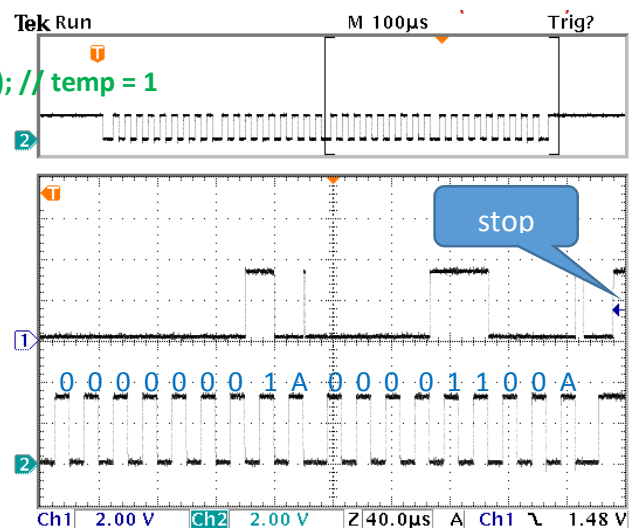 Tek Run M 100µs Trig?
T
); // temp = 1
2
T
stop
1
0 0 0 0 0 0 0 1 A 0 0 0 0 1 1 0 0 A
2
Ch1 2.00 V Ch2 2.00 V Z 40.0µs A Ch1 1.48 V